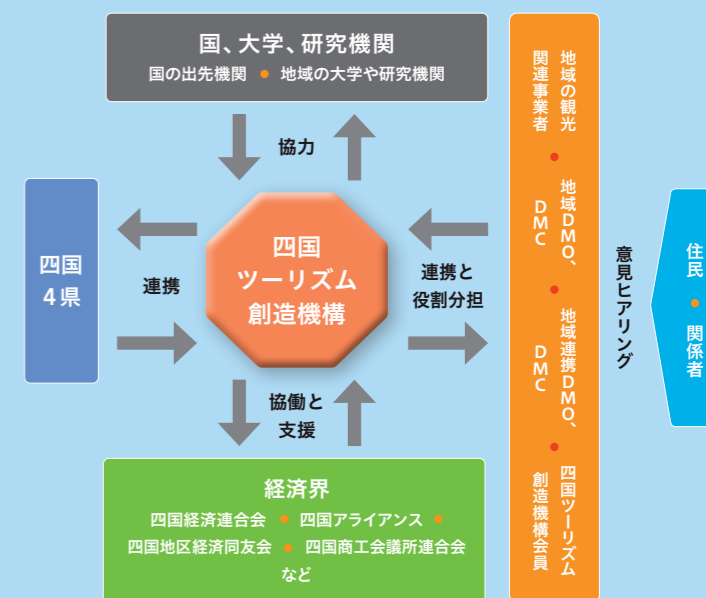 国、大学、研究機関
国の出先機関 ● 地域の大学や研究機関
協力
四国
4県
連携
四国
ツーリズム
創造機構
連携と
役割分担
協働と
支援
経済界
四国経済連合会 ● 四国アライアンス ●
四国地区経済同友会 ● 四国商工会議所連合会
など
地域の観光
関連事業者
●
地域DMO、
DMC
●
地域連携DMO、
DMC
●
四国ツーリズム
創造機構会員
意見ヒアリング
住民 ● 関係者